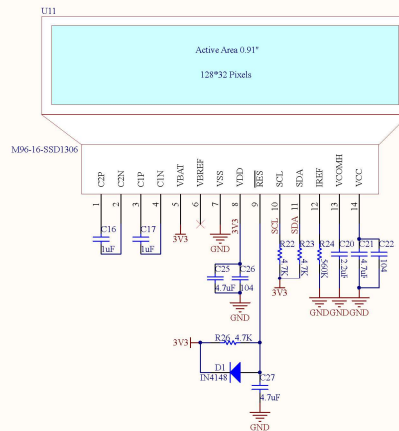 U11
Active Area 0.91"
128*32 Pixels
M96-16-SSD1306
C2P
C2N
C1P
C1N
VBAT
VBREF
VSS
VDD
RES
SCL
SDA
IREF
VCOMH
VCC
1
2
3
4
5
6
7
8
9
10
11
12
13
14
3V3
SCL
SDA
C16
1uF
C17
1uF
3V3
GND
R22
4.7K
R23
4.7K
R24
560K
C20
2.2uF
C21
4.7uF
C22
104
C25
4.7uF
C26
104
3V3
GND
GND
GND
GND
R26
4.7K
3V3
D1
IN4148
C27
4.7uF
GND